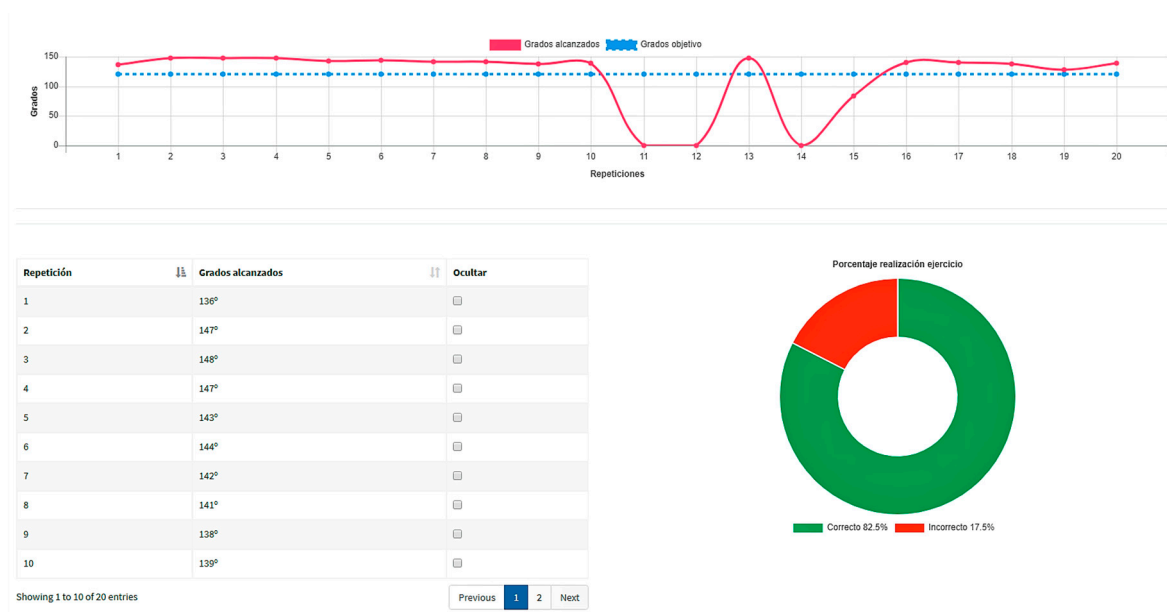 Grados alcanzados Grados objetivo
150
100
50
0
Grados
1 2 3 4 5 6 7 8 9 10 11 12 13 14 15 16 17 18 19 20
Repeticiones
Repetición Grados alcanzados Ocultar
1 136º
2 147º
3 148º
4 147º
5 143º
6 144º
7 142º
8 141º
9 138º
10 139º
Showing 1 to 10 of 20 entries
Previous 1 2 Next
Porcentaje realización ejercicio
Correcto 82.5% Incorrecto 17.5%